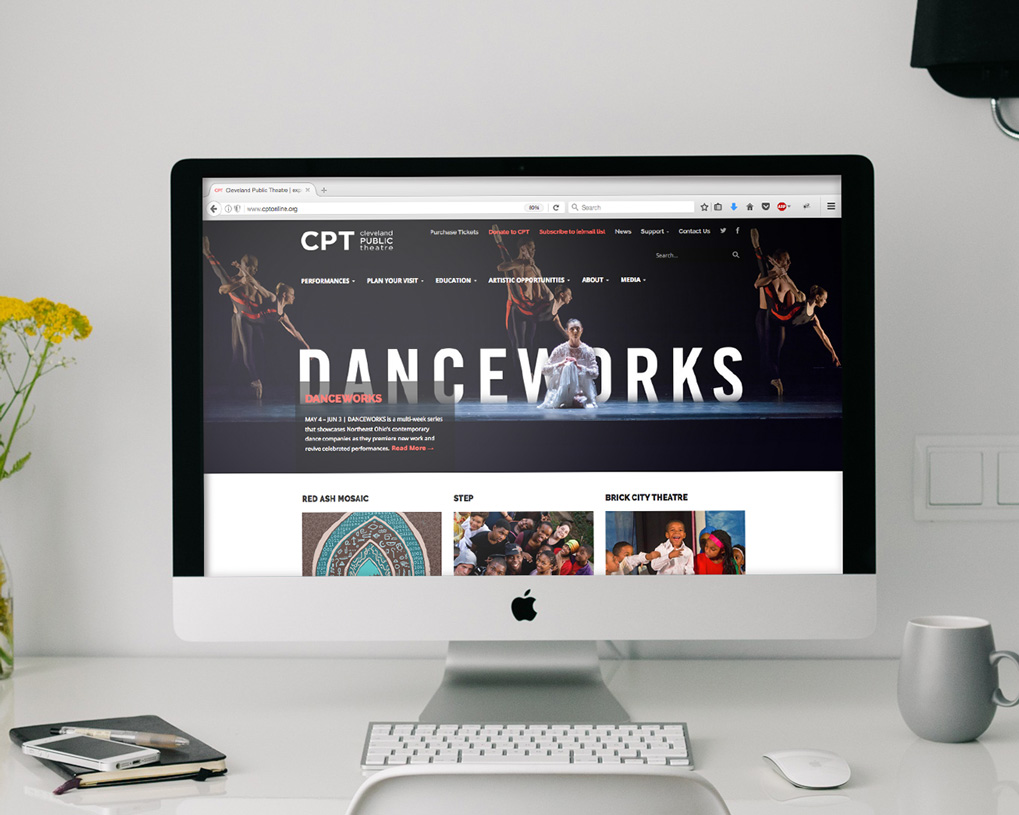 CPT Cleveland Public Theatre | exp
www.cptonline.org
80%
Search
ABP
CPT cleveland
PUBLIC
theatre
Purchase Tickets Donate to CPT Subscribe to (e)mail list News Support Contact Us
Search...
PERFORMANCES PLAN YOUR VISIT EDUCATION ARTISTIC OPPORTUNITIES ABOUT MEDIA
DANCEWORKS
DANCEWORKS
MAY 4 – JUN 3 | DANCEWORKS is a multi-week series
that showcases Northeast Ohio's contemporary
dance companies as they premiere new work and
revive celebrated performances. Read More →
RED ASH MOSAIC
STEP
BRICK CITY THEATRE